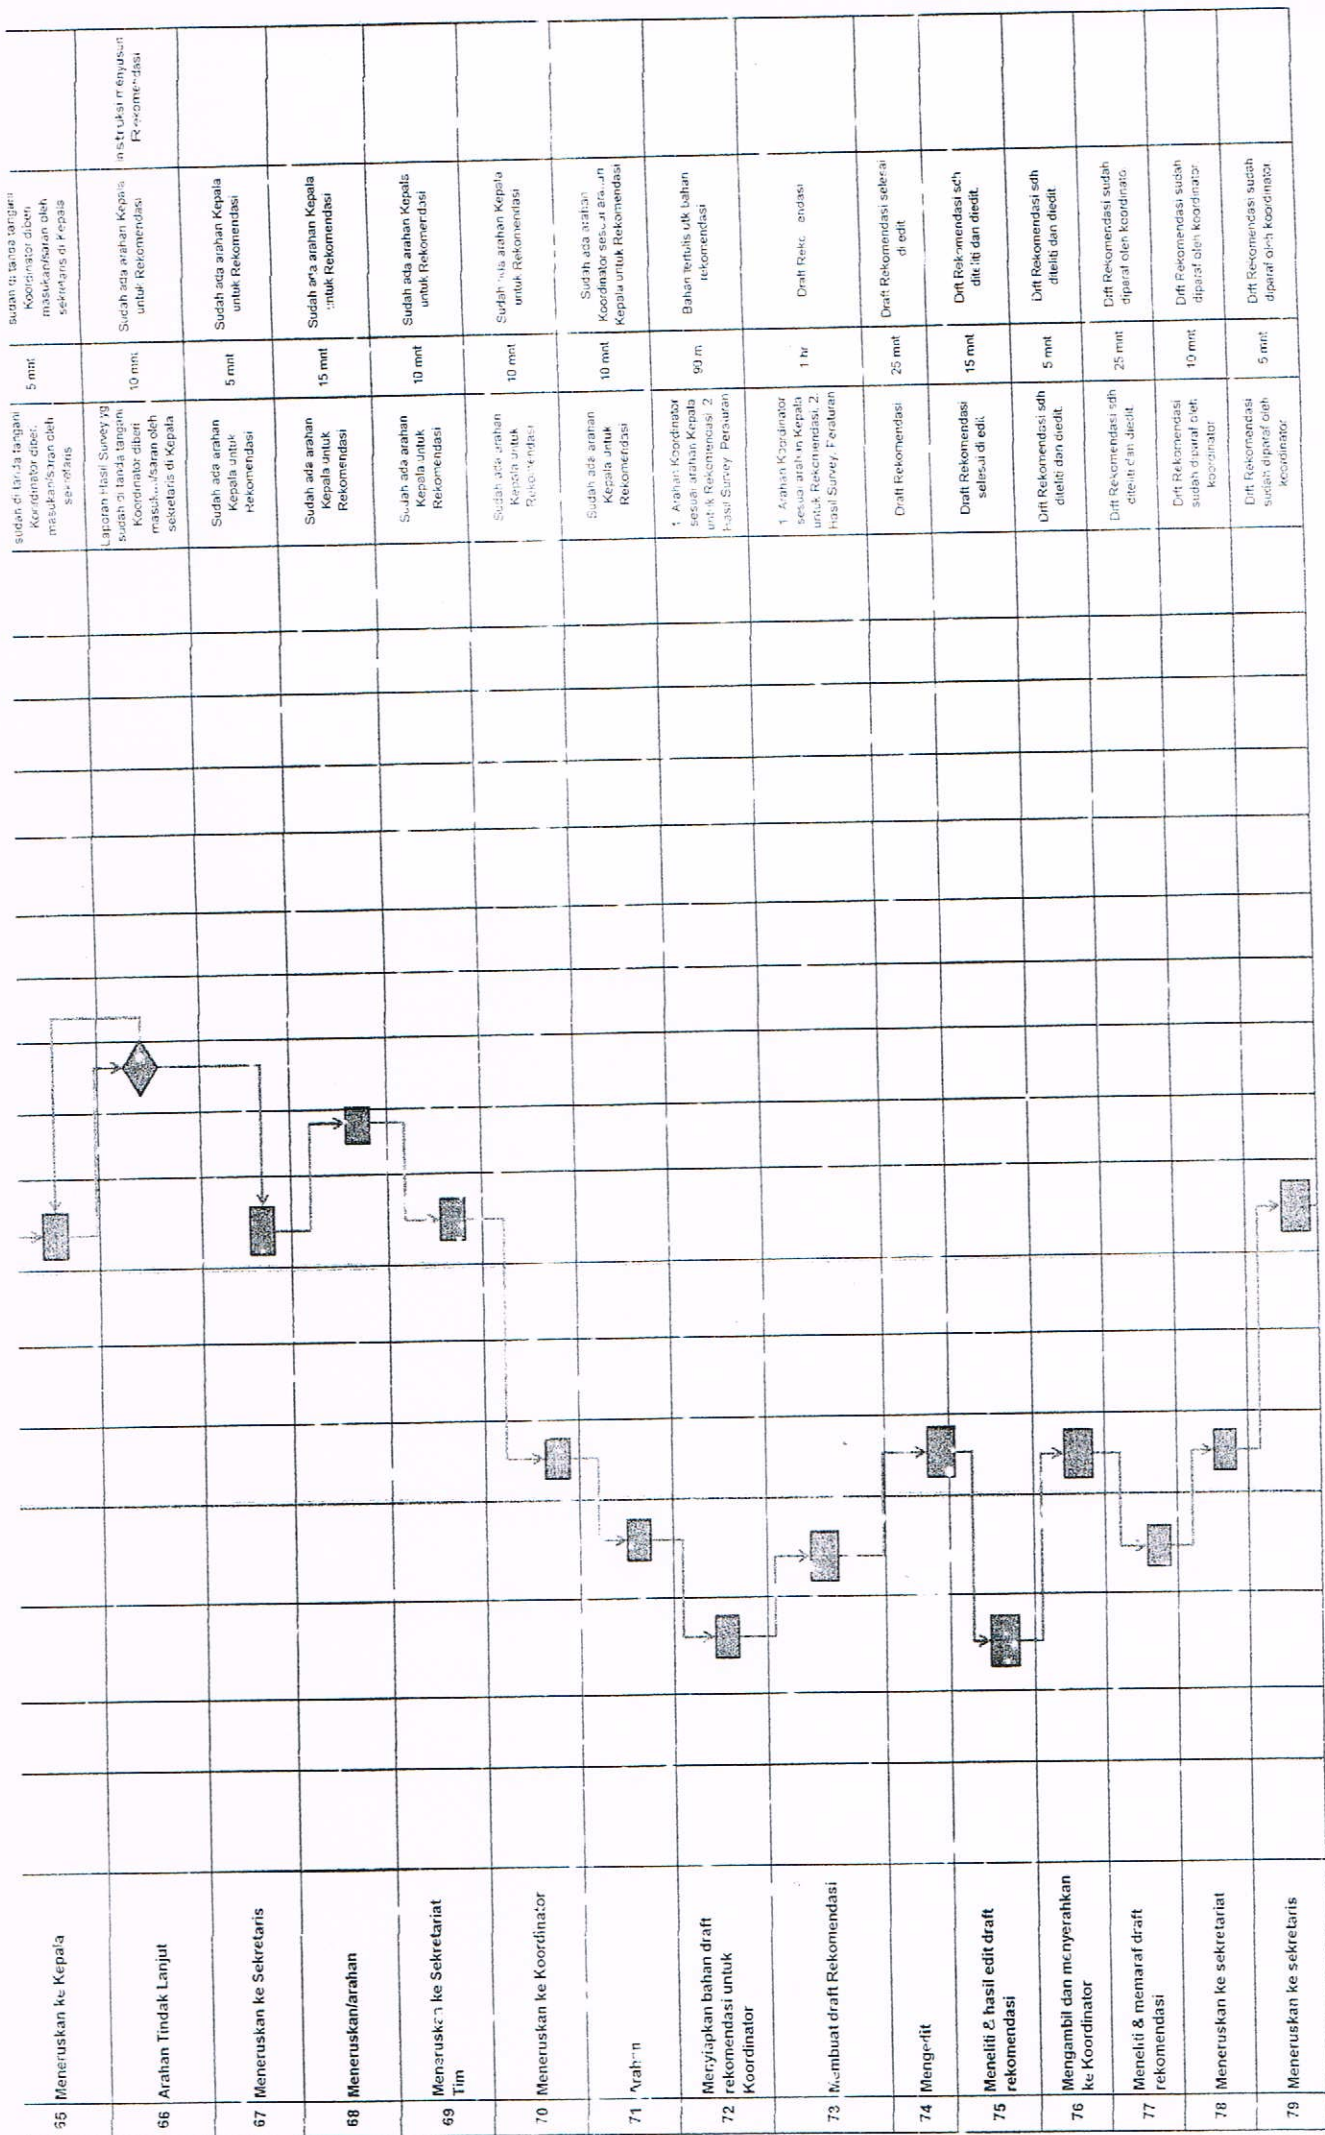 65 Meneruskan ke Kepala
sudah di tanda tangani
Koordinator diberi
masukan/saran oleh
sekretaris
5 mnt
sudah di tanda tangani
Koordinator diberi
masukan/saran oleh
sekretaris di Kepala
66 Arahan Tindak Lanjut
Laporan Hasil Survey yg
sudah di tanda tangani
Koordinator diberi
sekretaris di Kepala
10 mnt
Sudah ada arahan Kepala
untuk Rekomendasi
instruksi menyusun
Rekomendasi
67 Meneruskan ke Sekretaris
Sudah ada arahan
Kepala untuk
Rekomendasi
5 mnt
Sudah ada arahan Kepala
untuk Rekomendasi
68 Meneruskan/arahan
Sudah ada arahan
Kepala untuk
Rekomendasi
15 mnt
Sudah ada arahan Kepala
untuk Rekomendasi
69 Meneruskan ke Sekretariat
Tim
Sudah ada arahan
Kepala untuk
Rekomendasi
10 mnt
Sudah ada arahan Kepala
untuk Rekomendasi
70 Meneruskan ke Koordinator
Sudah ada arahan
Kepala untuk
Rekomendasi
10 mnt
Sudah ada arahan Kepala
untuk Rekomendasi
71 Arahan
Sudah ada arahan
Kepala untuk
Rekomendasi
10 mnt
Sudah ada arahan
Koordinator sesuai arahan
Kepala untuk Rekomendasi
72 Menyiapkan bahan draft
rekomendasi untuk
Koordinator
1 Arahan Koordinator
sesuai arahan Kepala
untuk Rekomendasi 2
Hasil Survey, Peraturan
90 m
Bahan Tertulis utk bahan
rekomendasi
73 Membuat draft Rekomendasi
1 Arahan Koordinator
sesuai arahan Kepala
untuk Rekomendasi, 2.
Hasil Survey, Peraturan
1 hr
Draft
74 Mengedit
Draft Rekomendasi
25 mnt
Draft Rekomendasi selesai
di edit
75 Meneliti & hasil edit draft
rekomendasi
Draft Rekomendasi
selesai di edit
15 mnt
Drft Rekomendasi sdh
diteliti dan diedit.
76 Mengambil dan menyerahkan
ke Koordinator
Drft Rekomendasi sdh
diteliti dan diedit.
5 mnt
Drft Rekomendasi sdh
diteliti dan diedit.
77 Meneliti & memaraf draft
rekomendasi
Drft Rekomendasi sdh
diteliti dan diedit.
25 mnt
Drft Rekomendasi sudah
diparaf oleh koordinator
78 Meneruskan ke sekretariat
Drft Rekomendasi
sudah diparaf oleh
koordinator
10 mnt
Drft Rekomendasi sudah
diparaf oleh koordinator
79 Meneruskan ke sekretaris
Drft Rekomendasi
sudah diparaf oleh
koordinator
5 mnt
Drft Rekomendasi sudah
diparaf oleh koordinator